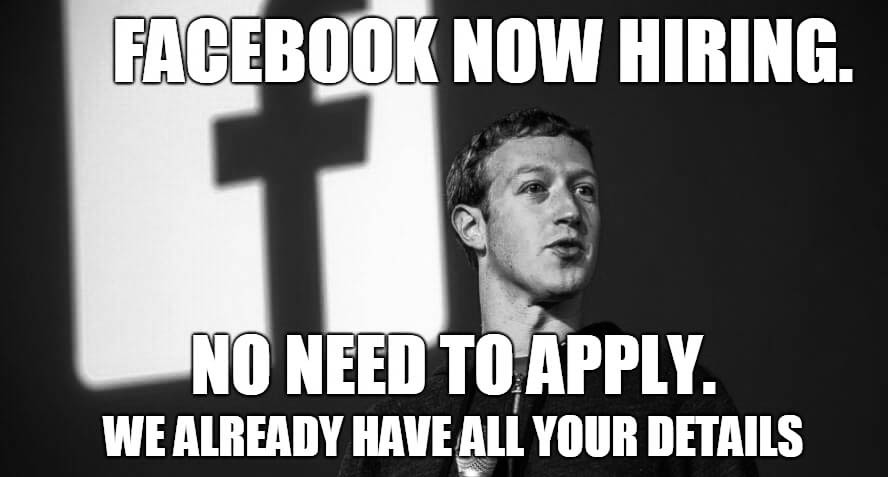 FACEBOOK NOW HIRING.
NO NEED TO APPLY.
WE ALREADY HAVE ALL YOUR DETAILS